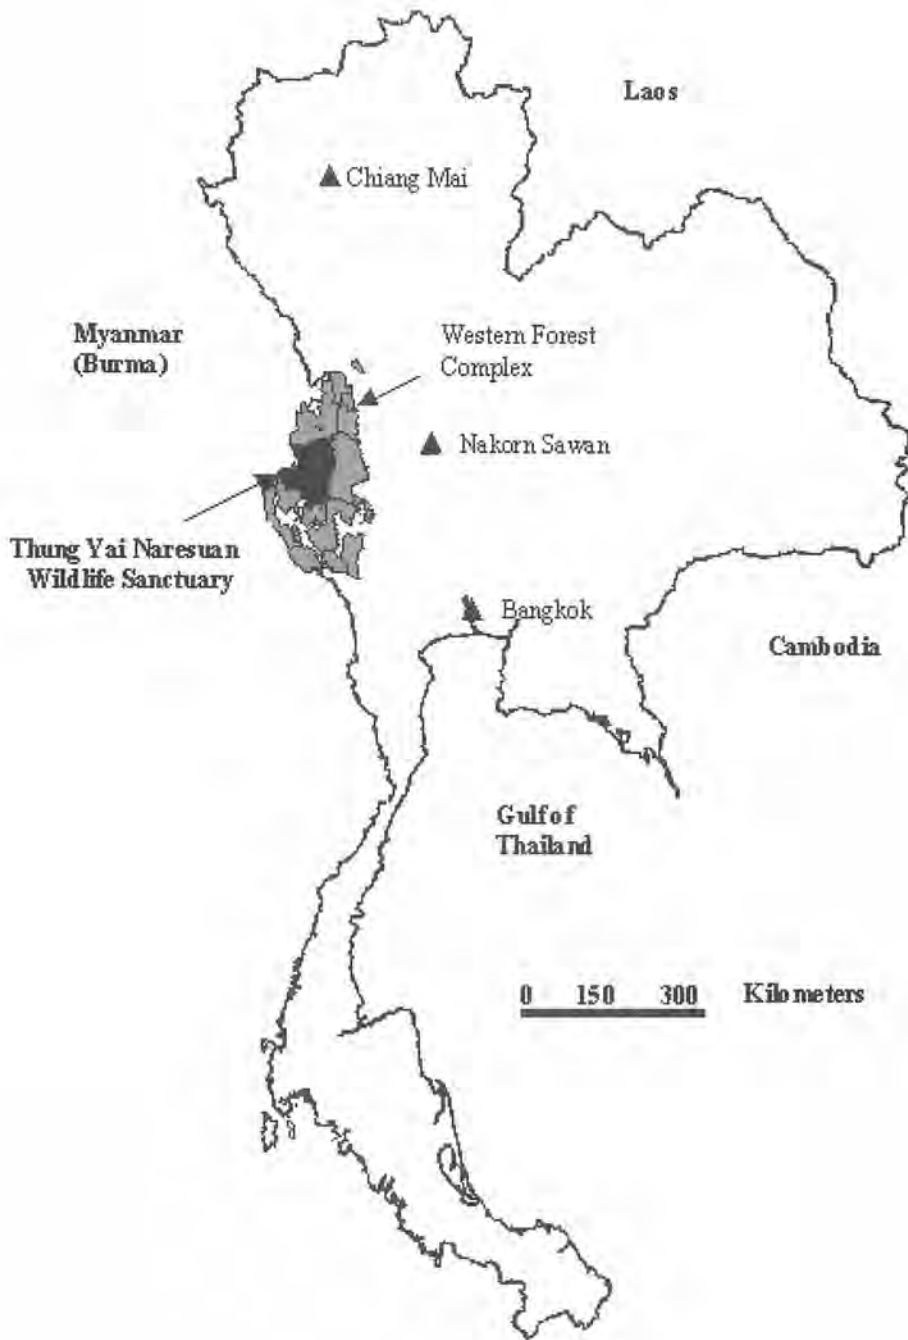 Laos
Chiang Mai
Myanmar
(Burma)
Western Forest
Complex
Nakorn Sawan
Thung Yai Naresuan
Wildlife Sanctuary
Bangkok
Cambodia
Gulf of
Thailand
0 150 300 Kilometers